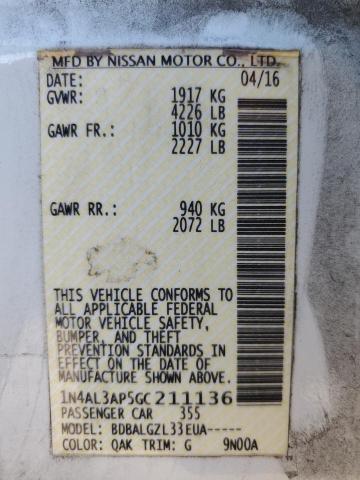 MFD BY NISSAN MOTOR CO., LTD.
DATE: 04/16
GVWR: 1917 KG
4226 LB
GAWR FR.: 1010 KG
2227 LB
GAWR RR.: 940 KG
2072 LB
THIS VEHICLE CONFORMS TO
ALL APPLICABLE FEDERAL
MOTOR VEHICLE SAFETY,
BUMPER, AND THEFT
PREVENTION STANDARDS IN
EFFECT ON THE DATE OF
MANUFACTURE SHOWN ABOVE.
1N4AL3AP5GC211136
PASSENGER CAR 355
MODEL: BDBALGZL33EUA-----
COLOR: QAK TRIM: G 9N00A